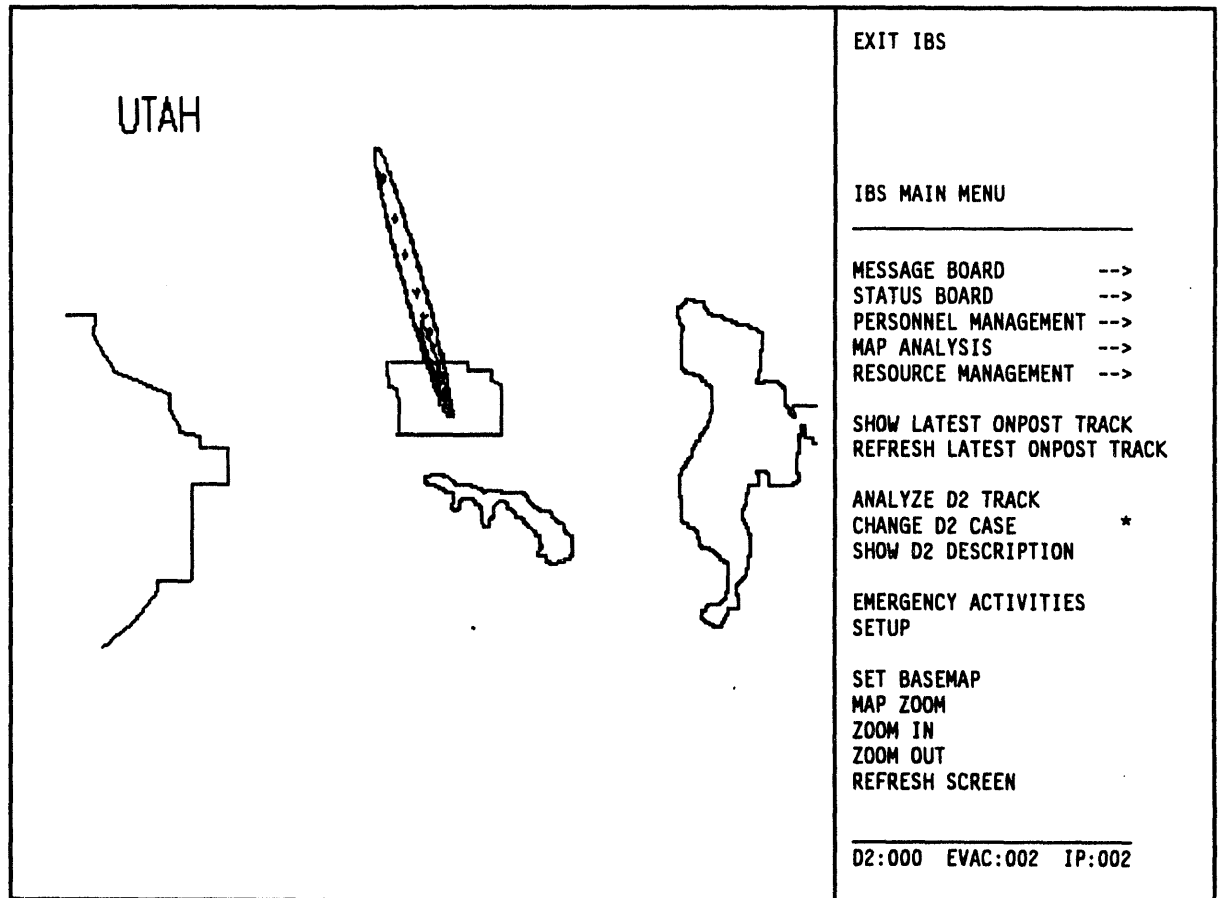 UTAH
EXIT IBS
IBS MAIN MENU
MESSAGE BOARD -->
STATUS BOARD -->
PERSONNEL MANAGEMENT -->
MAP ANALYSIS -->
RESOURCE MANAGEMENT -->
SHOW LATEST ONPOST TRACK
REFRESH LATEST ONPOST TRACK
ANALYZE D2 TRACK
CHANGE D2 CASE *
SHOW D2 DESCRIPTION
EMERGENCY ACTIVITIES
SETUP
SET BASEMAP
MAP ZOOM
ZOOM IN
ZOOM OUT
REFRESH SCREEN
D2:000 EVAC:002 IP:002